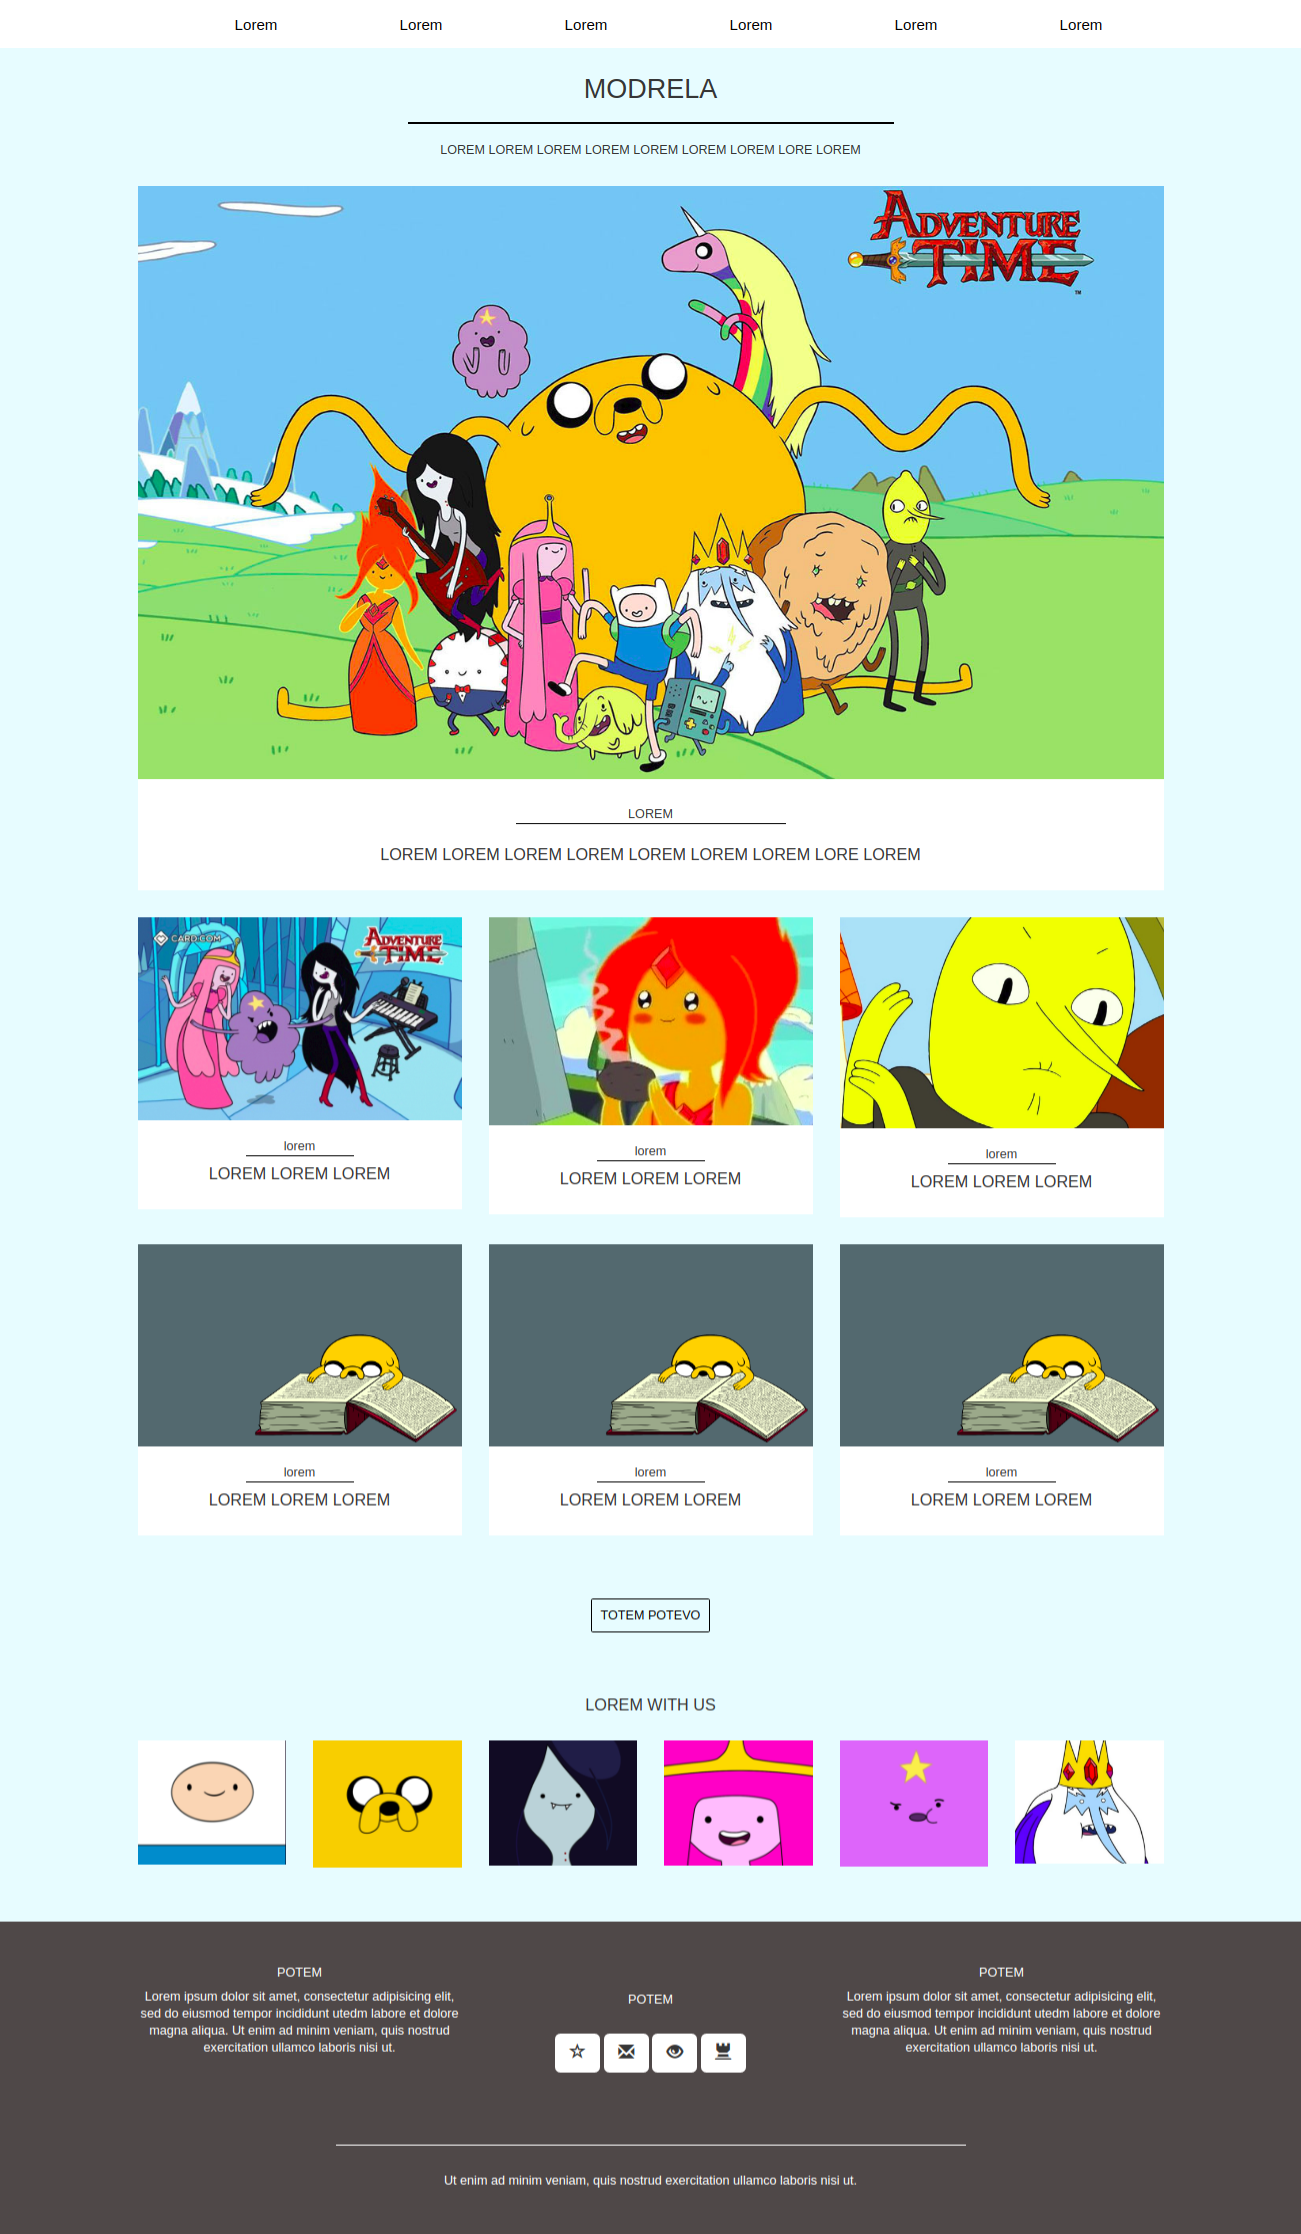 Lorem Lorem Lorem Lorem Lorem Lorem
MODRELA
LOREM LOREM LOREM LOREM LOREM LOREM LOREM LORE LOREM
ADVENTURE
TIME
TM
LOREM
LOREM LOREM LOREM LOREM LOREM LOREM LOREM LORE LOREM
CARD.COM
ADVENTURE
TIME
lorem
LOREM LOREM LOREM
lorem
LOREM LOREM LOREM
lorem
LOREM LOREM LOREM
lorem
LOREM LOREM LOREM
lorem
LOREM LOREM LOREM
lorem
LOREM LOREM LOREM
TOTEM POTEVO
LOREM WITH US
POTEM
Lorem ipsum dolor sit amet, consectetur adipisicing elit,
sed do eiusmod tempor incididunt utedm labore et dolore
magna aliqua. Ut enim ad minim veniam, quis nostrud
exercitation ullamco laboris nisi ut.
POTEM
POTEM
Lorem ipsum dolor sit amet, consectetur adipisicing elit,
sed do eiusmod tempor incididunt utedm labore et dolore
magna aliqua. Ut enim ad minim veniam, quis nostrud
exercitation ullamco laboris nisi ut.
Ut enim ad minim veniam, quis nostrud exercitation ullamco laboris nisi ut.